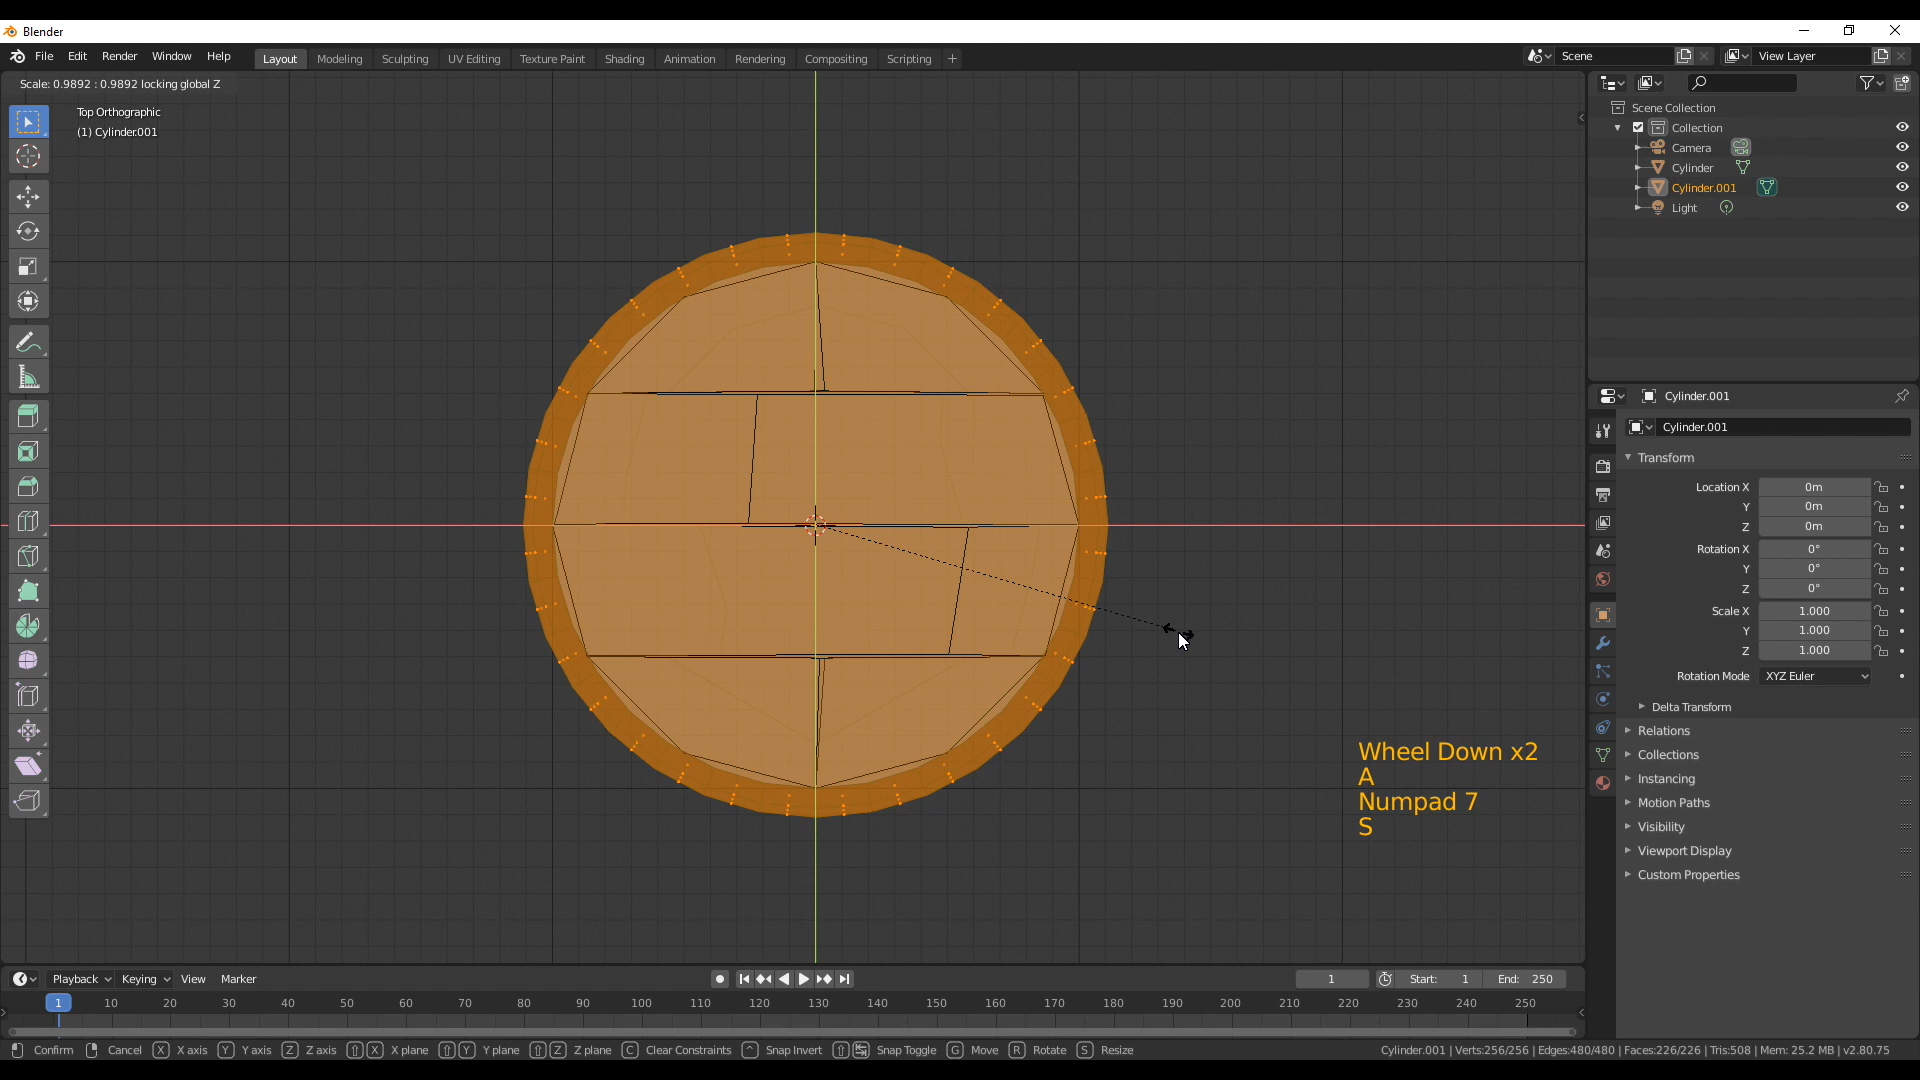 Blender
File Edit Render Window Help Layout Modeling Sculpting UV Editing Texture Paint Shading Animation Rendering Compositing Scripting + Scene View Layer
Scale: 0.9892 : 0.9892 locking global Z
Top Orthographic
(1) Cylinder.001
Scene Collection
Collection
Camera
Cylinder
Cylinder.001
Light
Cylinder.001
Cylinder.001
Transform
Location X 0m
Y 0m
Z 0m
Rotation X 0°
Y 0°
Z 0°
Scale X 1.000
Y 1.000
Z 1.000
Rotation Mode XYZ Euler
Delta Transform
Relations
Collections
Instancing
Motion Paths
Visibility
Viewport Display
Custom Properties
Wheel Down x2
A
Numpad 7
S
Playback Keying View Marker 1 Start: 1 End: 250
1 10 20 30 40 50 60 70 80 90 100 110 120 130 140 150 160 170 180 190 200 210 220 230 240 250
Confirm Cancel X X axis Y Y axis Z Z axis X X plane Y Y plane Z Z plane C Clear Constraints Snap Invert Snap Toggle G Move R Rotate S Resize Cylinder.001 | Verts:256/256 | Edges:480/480 | Faces:226/226 | Tris:508 | Mem: 25.2 MB | v2.80.75